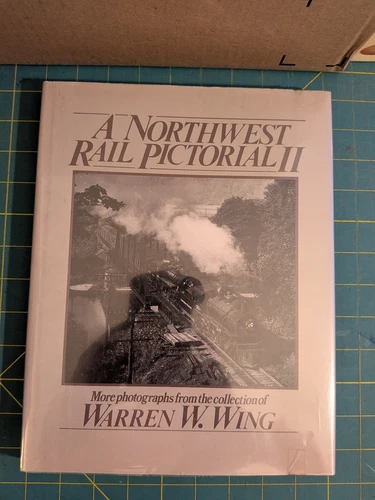 A NORTHWEST
RAIL PICTORIAL II
More photographs from the collection of
WARREN W. WING